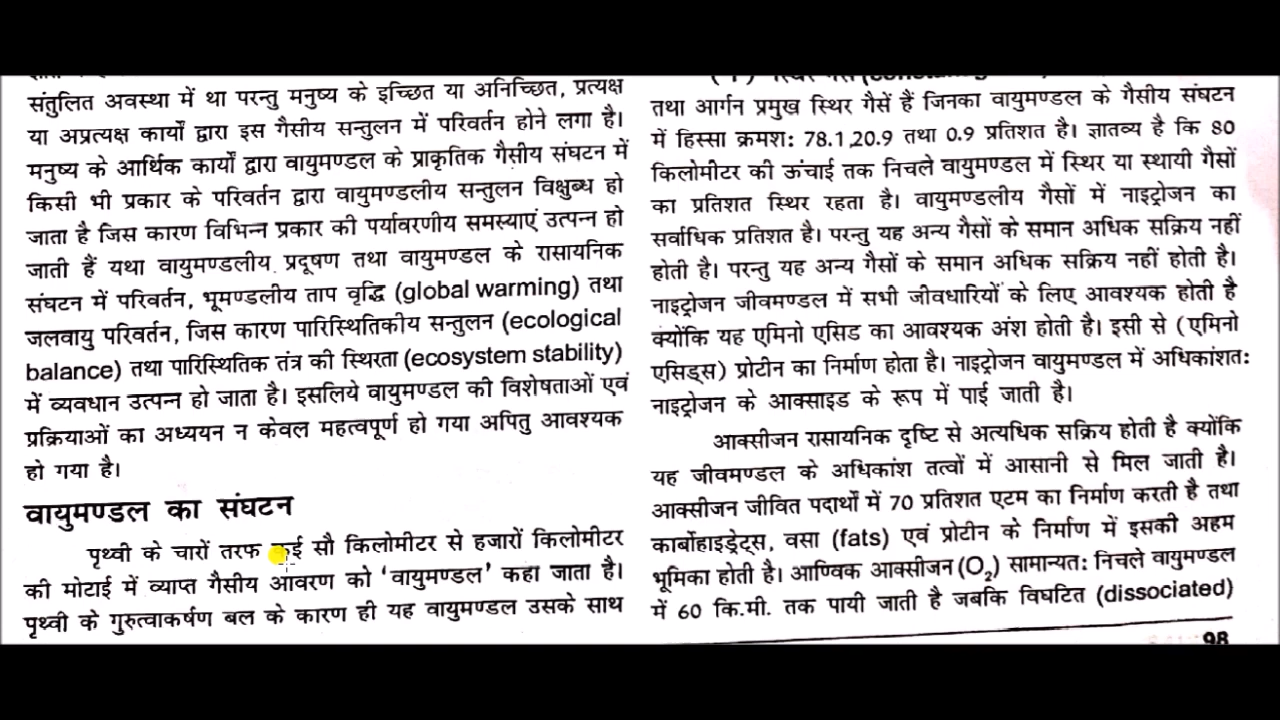 संतुलित अवस्था में था परन्तु मनुष्य के इच्छित या अनिच्छित, प्रत्यक्ष
या अप्रत्यक्ष कार्यों द्वारा इस गैसीय सन्तुलन में परिवर्तन होने लगा है।
मनुष्य के आर्थिक कार्यों द्वारा वायुमण्डल के प्राकृतिक गैसीय संघटन में
किसी भी प्रकार के परिवर्तन द्वारा वायुमण्डलीय सन्तुलन विक्षुब्ध हो
जाता है जिस कारण विभिन्न प्रकार की पर्यावरणीय समस्याएं उत्पन्न हो
जाती हैं यथा वायुमण्डलीय प्रदूषण तथा वायुमण्डल के रासायनिक
संघटन में परिवर्तन, भूमण्डलीय ताप वृद्धि (global warming) तथा
जलवायु परिवर्तन, जिस कारण पारिस्थितिकीय सन्तुलन (ecological
balance) तथा पारिस्थितिक तंत्र की स्थिरता (ecosystem stability)
में व्यवधान उत्पन्न हो जाता है। इसलिये वायुमण्डल की विशेषताओं एवं
प्रक्रियाओं का अध्ययन न केवल महत्वपूर्ण हो गया अपितु आवश्यक
हो गया है।
वायुमण्डल का संघटन
पृथ्वी के चारों तरफ कई सौ किलोमीटर से हजारों किलोमीटर
की मोटाई में व्याप्त गैसीय आवरण को ‘वायुमण्डल’ कहा जाता है।
पृथ्वी के गुरुत्वाकर्षण बल के कारण ही यह वायुमण्डल उसके साथ
तथा आर्गन प्रमुख स्थिर गैसें हैं जिनका वायुमण्डल के गैसीय संघटन
में हिस्सा क्रमश: 78.1,20.9 तथा 0.9 प्रतिशत है। ज्ञातव्य है कि 80
किलोमीटर की ऊंचाई तक निचले वायुमण्डल में स्थिर या स्थायी गैसों
का प्रतिशत स्थिर रहता है। वायुमण्डलीय गैसों में नाइट्रोजन का
सर्वाधिक प्रतिशत है। परन्तु यह अन्य गैसों के समान अधिक सक्रिय नहीं
होती है। परन्तु यह अन्य गैसों के समान अधिक सक्रिय नहीं होती है।
नाइट्रोजन जीवमण्डल में सभी जीवधारियों के लिए आवश्यक होती है
क्योंकि यह एमिनो एसिड का आवश्यक अंश होती है। इसी से (एमिनो
एसिड्स) प्रोटीन का निर्माण होता है। नाइट्रोजन वायुमण्डल में अधिकांशत:
नाइट्रोजन के आक्साइड के रूप में पाई जाती है।
आक्सीजन रासायनिक दृष्टि से अत्यधिक सक्रिय होती है क्योंकि
यह जीवमण्डल के अधिकांश तत्वों में आसानी से मिल जाती है।
आक्सीजन जीवित पदार्थों में 70 प्रतिशत एटम का निर्माण करती है तथा
कार्बोहाइड्रेट्स, वसा (fats) एवं प्रोटीन के निर्माण में इसकी अहम
भूमिका होती है। आण्विक आक्सीजन (O₂) सामान्यत: निचले वायुमण्डल
में 60 कि.मी. तक पायी जाती है जबकि विघटित (dissociated)
98